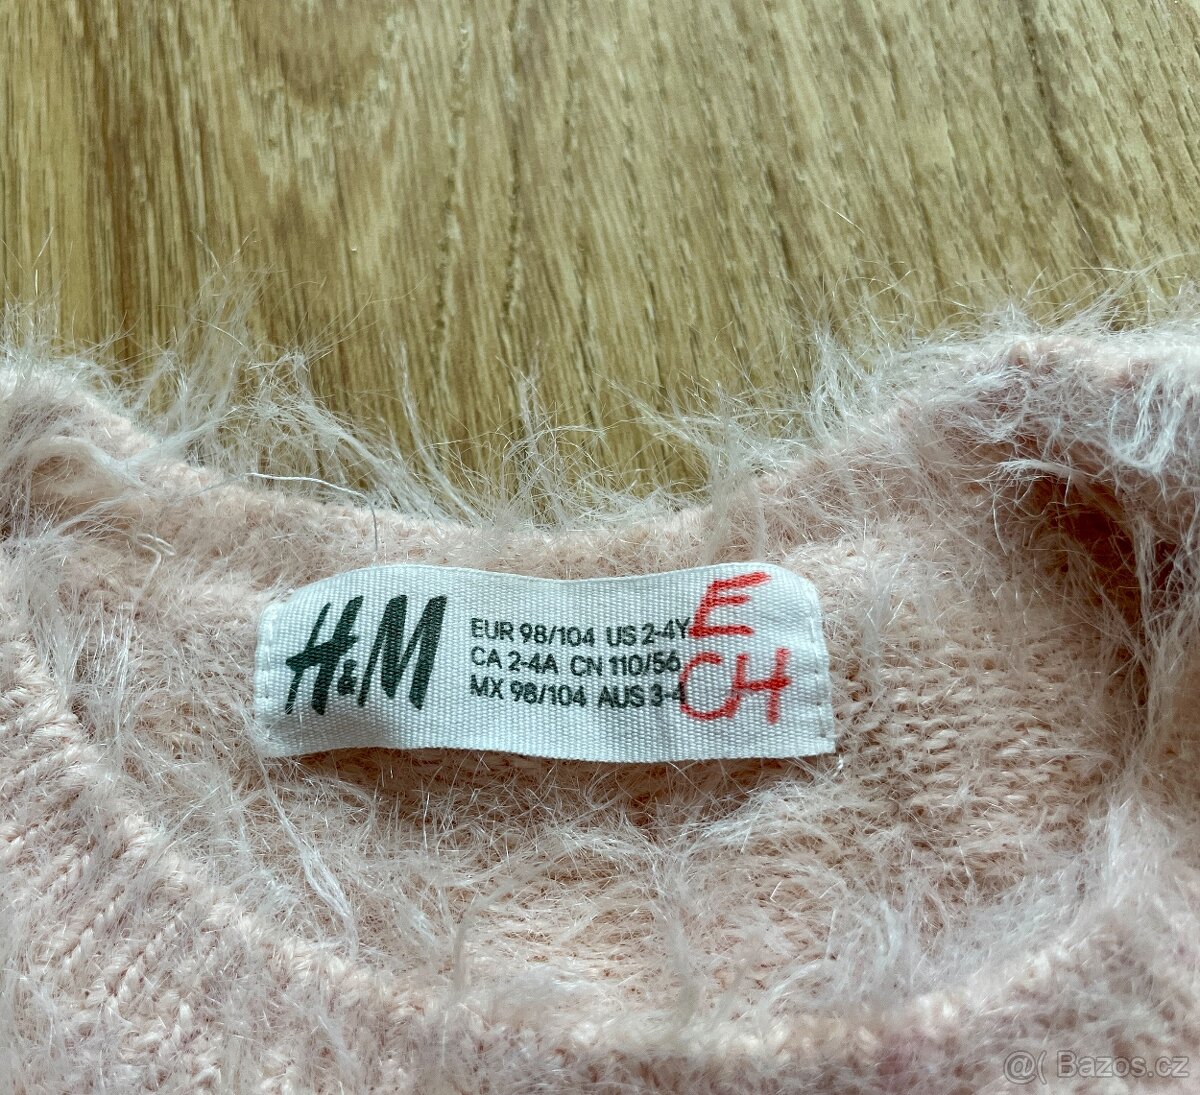 H&M
EUR 98/104 US 2-4Y
CA 2-4A CN 110/56
MX 98/104 AUS 3-4
E
CH
@( Bazos.cz